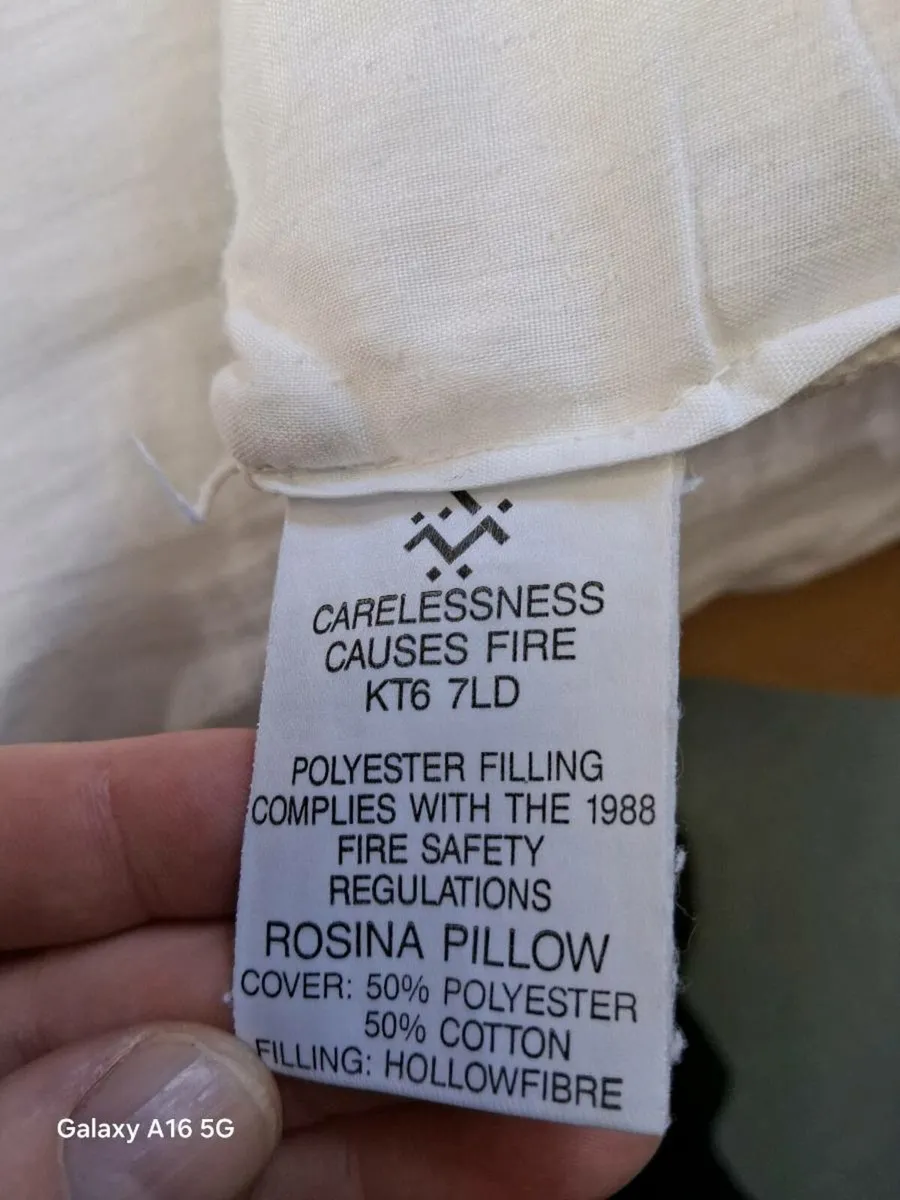 CARELESSNESS
CAUSES FIRE
KT6 7LD
POLYESTER FILLING
COMPLIES WITH THE 1988
FIRE SAFETY
REGULATIONS
ROSINA PILLOW
COVER: 50% POLYESTER
50% COTTON
FILLING: HOLLOWFIBRE
Galaxy A16 5G